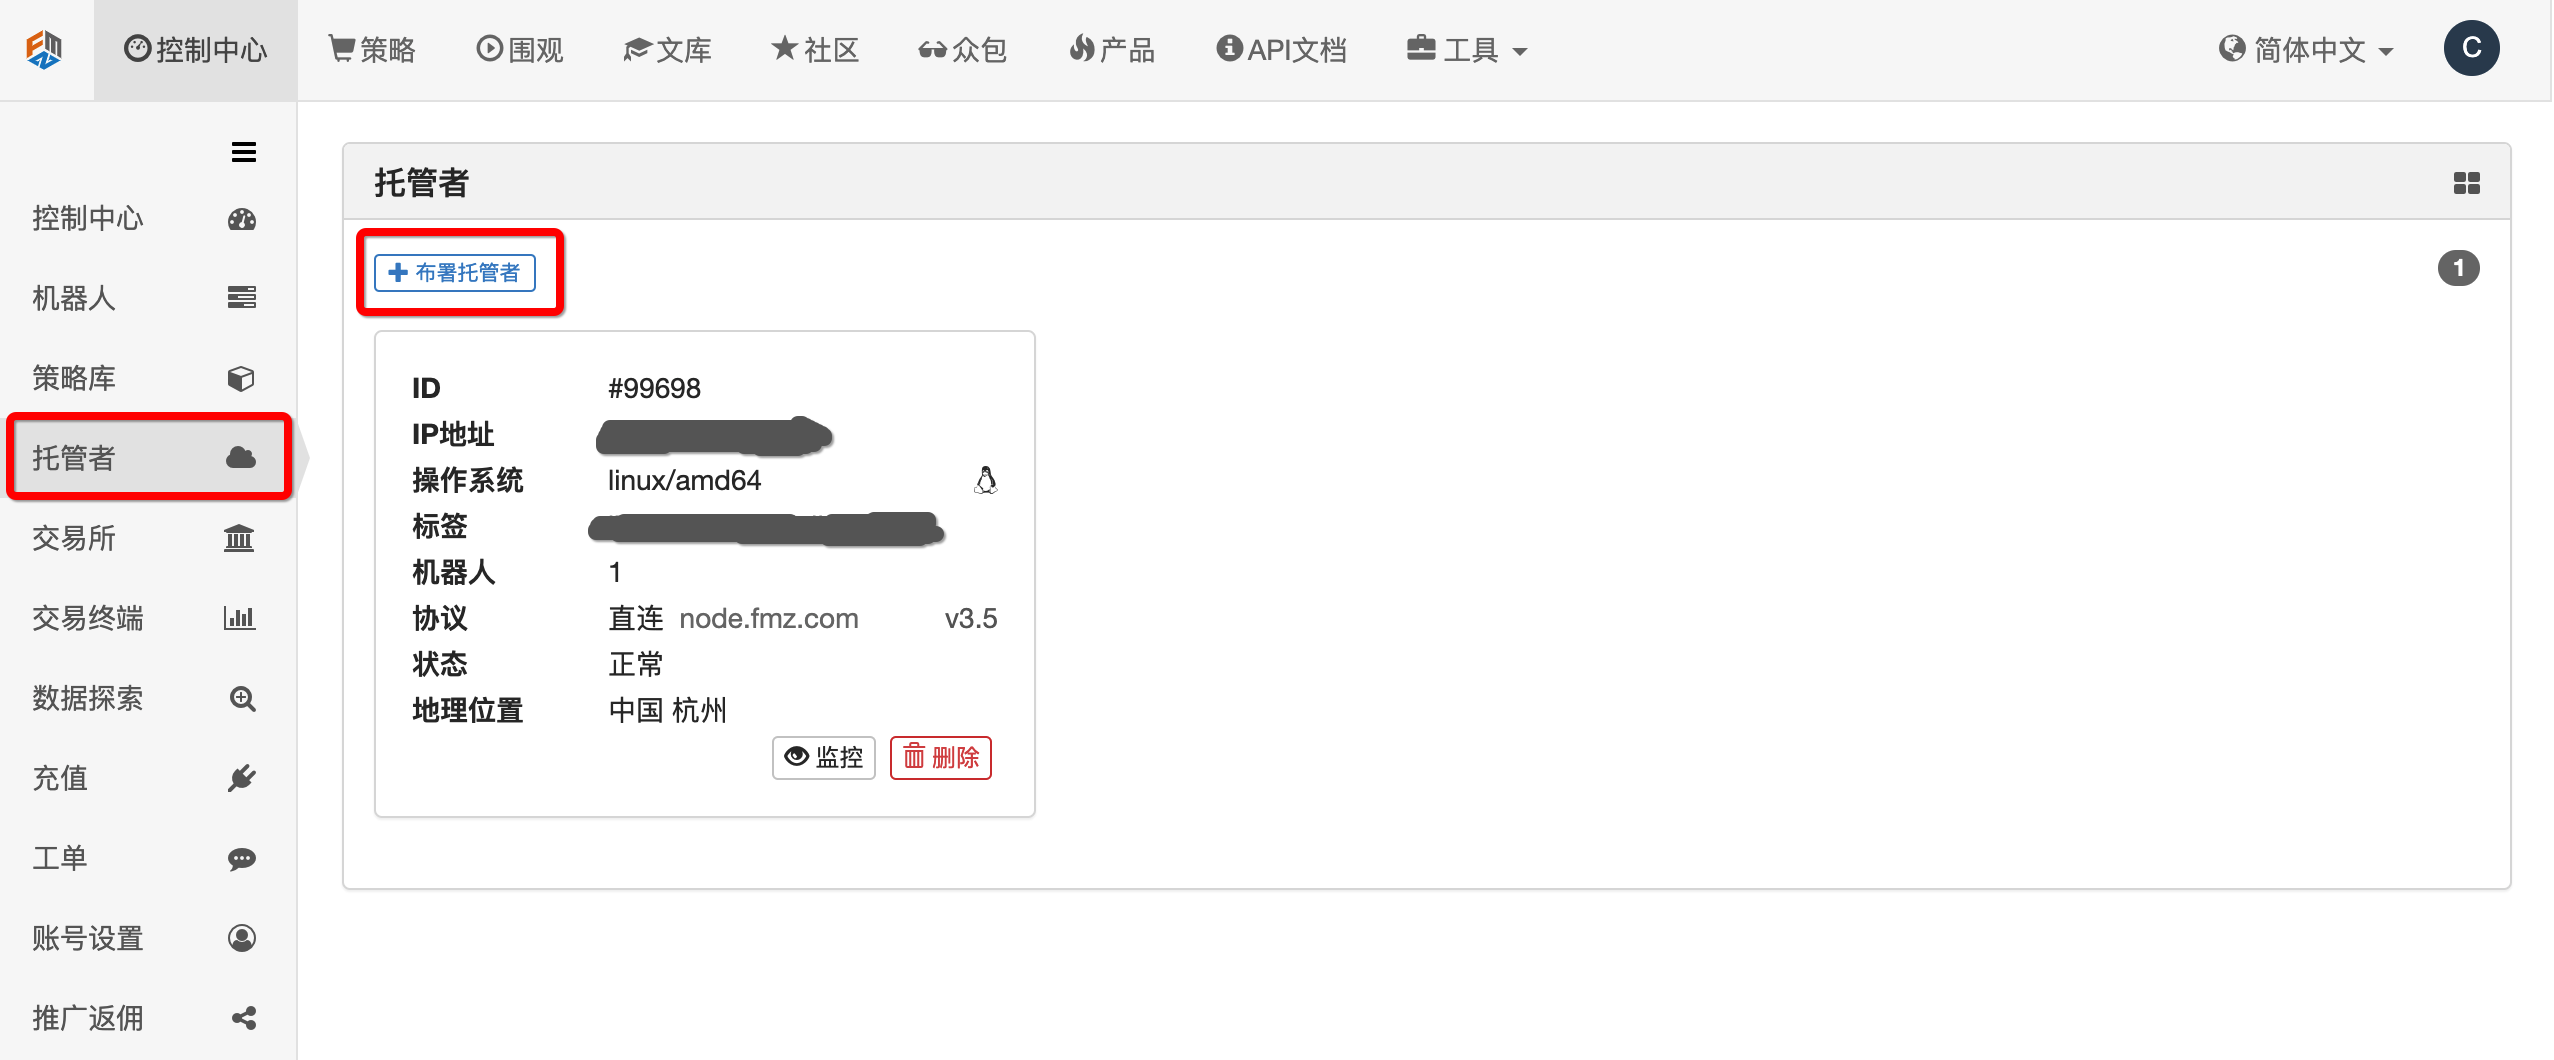 控制中心 策略 围观 文库 社区 众包 产品 API文档 工具 简体中文 C
控制中心
机器人
策略库
托管者
交易所
交易终端
数据探索
充值
工单
账号设置
推广返佣
托管者
布署托管者 1
ID #99698
IP地址
操作系统 linux/amd64
标签
机器人 1
协议 直连 node.fmz.com v3.5
状态 正常
地理位置 中国 杭州
监控 删除